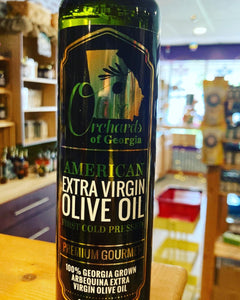 Orchards
of Georgia
AMERICAN
EXTRA VIRGIN
OLIVE OIL
FIRST COLD PRESSED
PREMIUM GOURMET
100% GEORGIA GROWN
ARBEQUINA EXTRA
VIRGIN OLIVE OIL